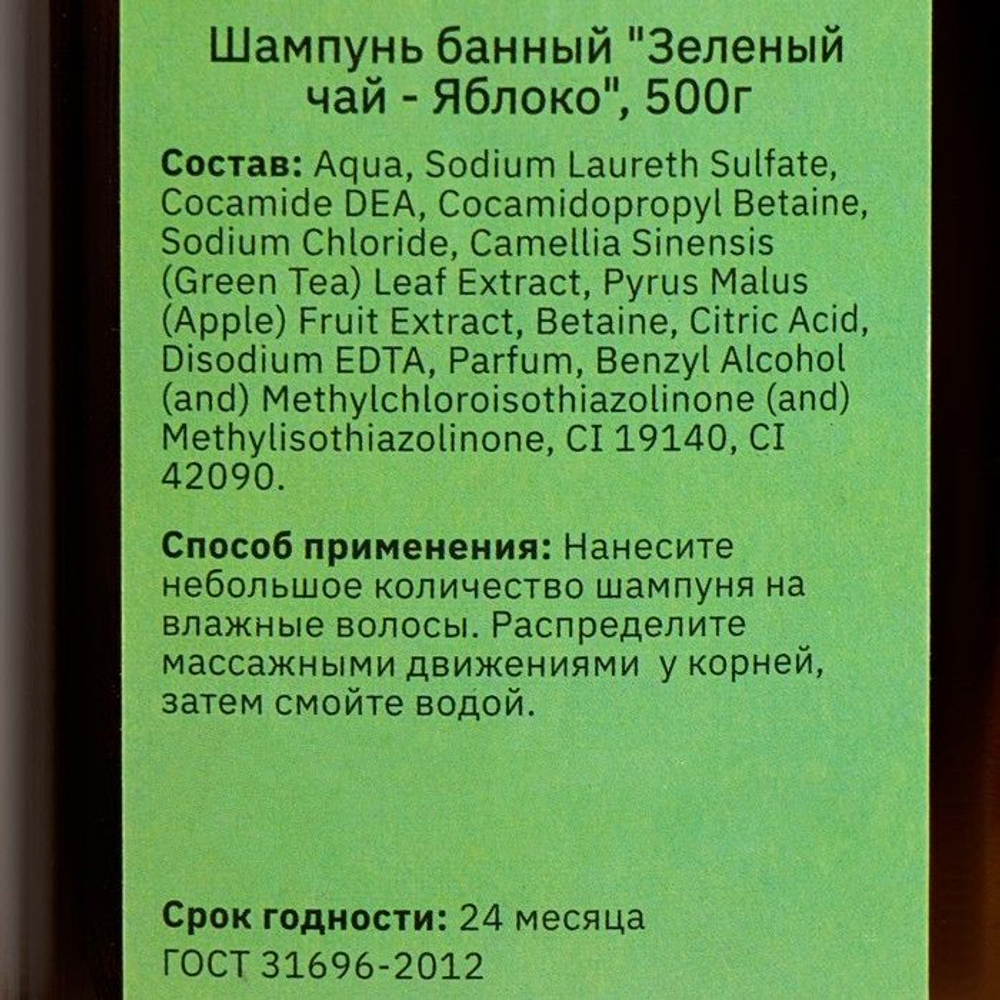 Шампунь банный "Зеленый
чай - Яблоко", 500г
Состав: Aqua, Sodium Laureth Sulfate,
Cocamide DEA, Cocamidopropyl Betaine,
Sodium Chloride, Camellia Sinensis
(Green Tea) Leaf Extract, Pyrus Malus
(Apple) Fruit Extract, Betaine, Citric Acid,
Disodium EDTA, Parfum, Benzyl Alcohol
(and) Methylchloroisothiazolinone (and)
Methylisothiazolinone, CI 19140, CI
42090.
Способ применения: Нанесите
небольшое количество шампуня на
влажные волосы. Распределите
массажными движениями у корней,
затем смойте водой.
Срок годности: 24 месяца
ГОСТ 31696-2012